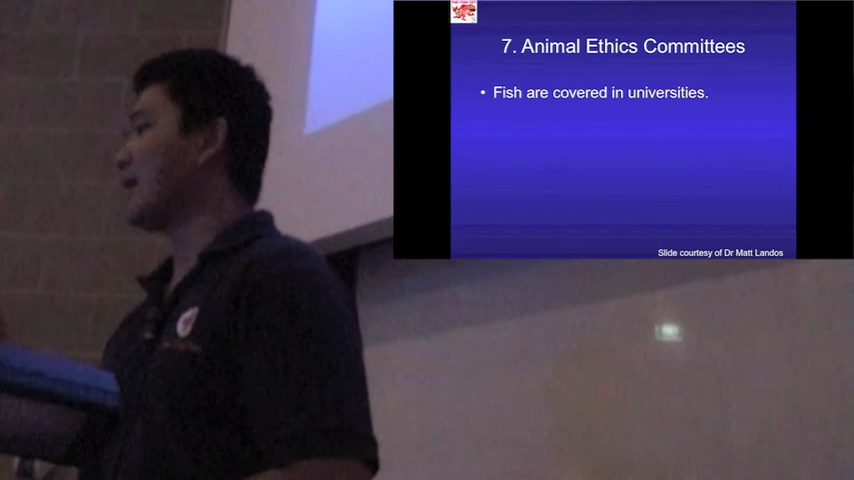 7. Animal Ethics Committees
• Fish are covered in universities.
Slide courtesy of Dr Matt Landos